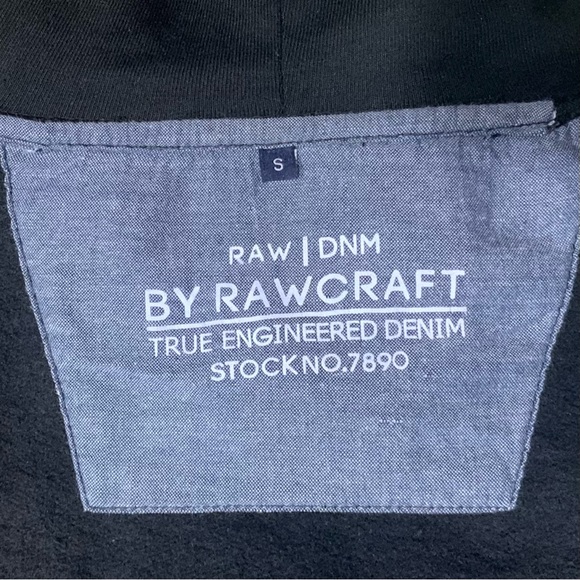 S
RAW | DNM
BY RAWCRAFT
TRUE ENGINEERED DENIM
STOCK NO.7890